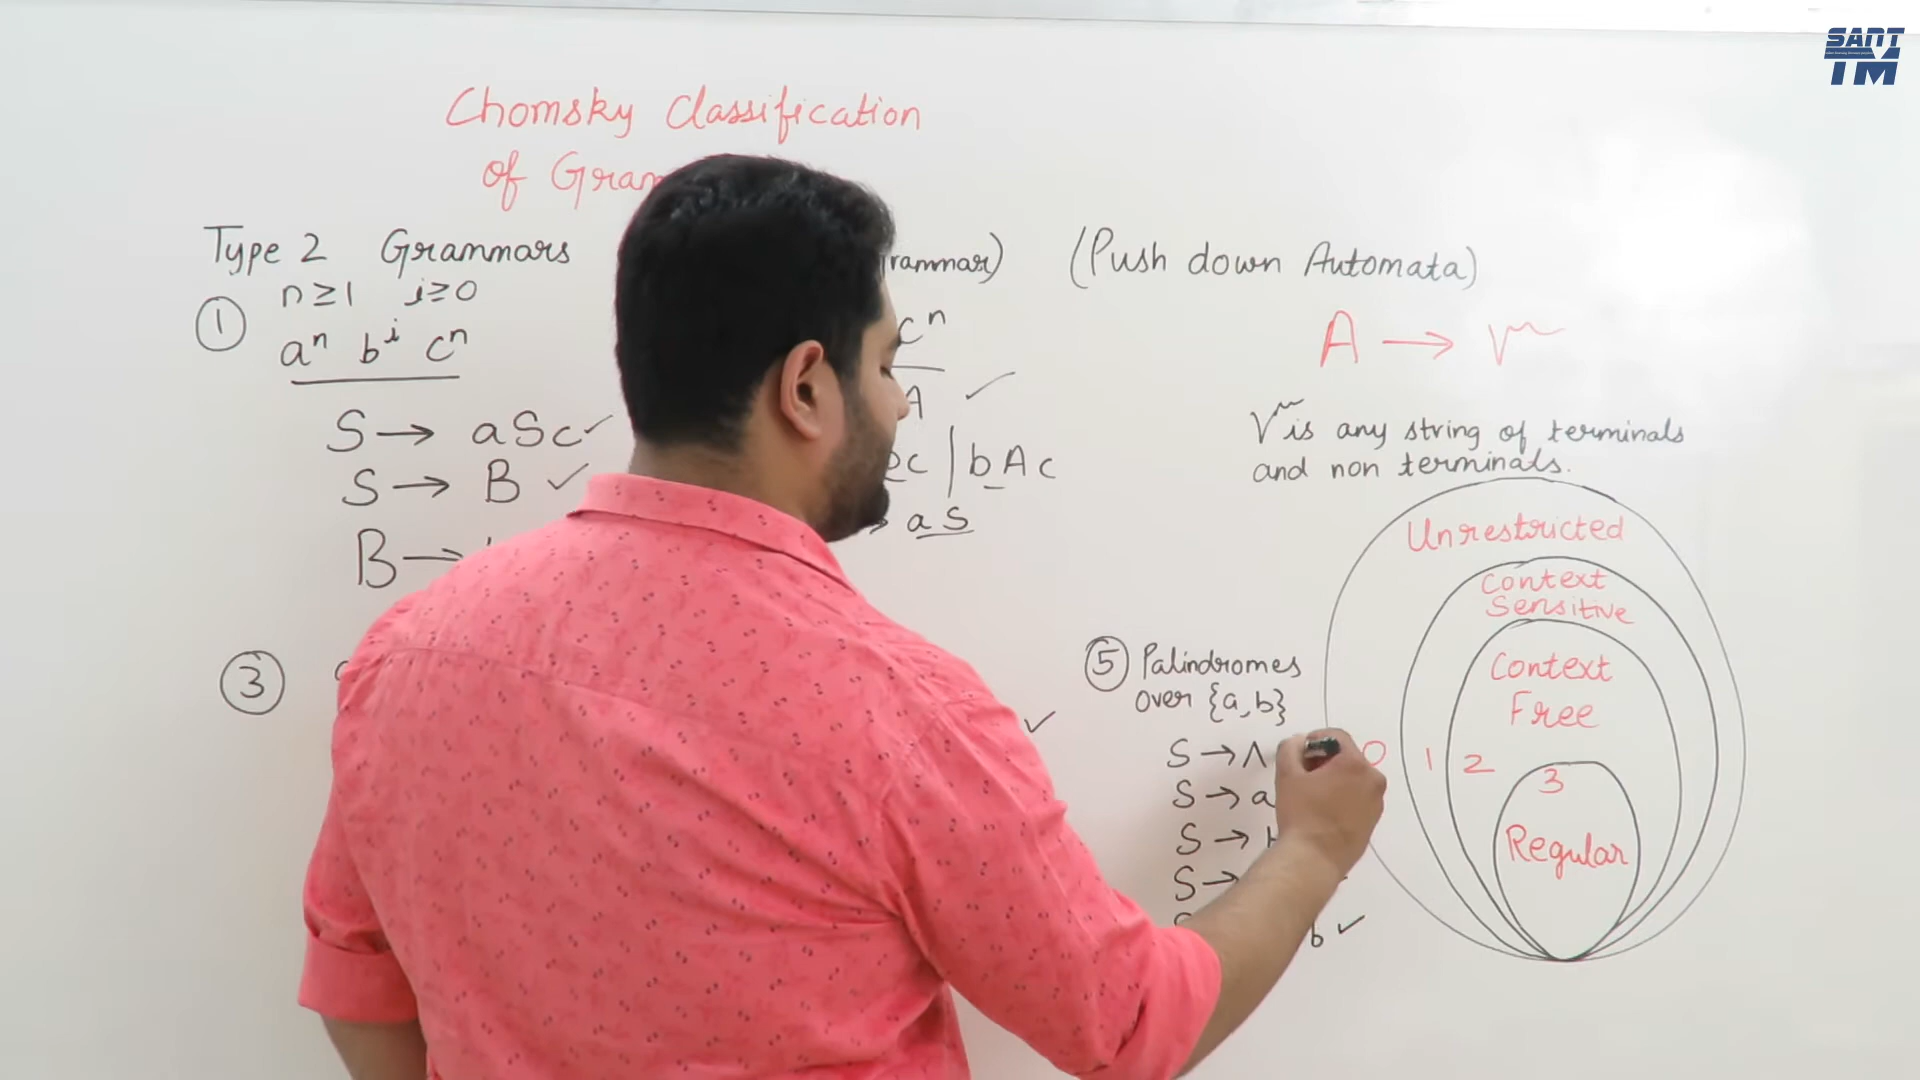 SANT
TM
Chomsky Classification
of Gram
Type 2 Grammars rammar) (Push down Automata)
① n≥1 i≥0
aⁿ bⁱ cⁿ
cⁿ
S → aSc ✓
S → B ✓
B →
A ✓
c | bAc
→ aS
A → γ
γ is any string of terminals
and non terminals.
③
✓
⑤ Palindromes
over {a,b}
S → Λ
S → a
S →
S →
b ✓
Unrestricted
Context
Sensitive
Context
Free
0 1 2 3
Regular